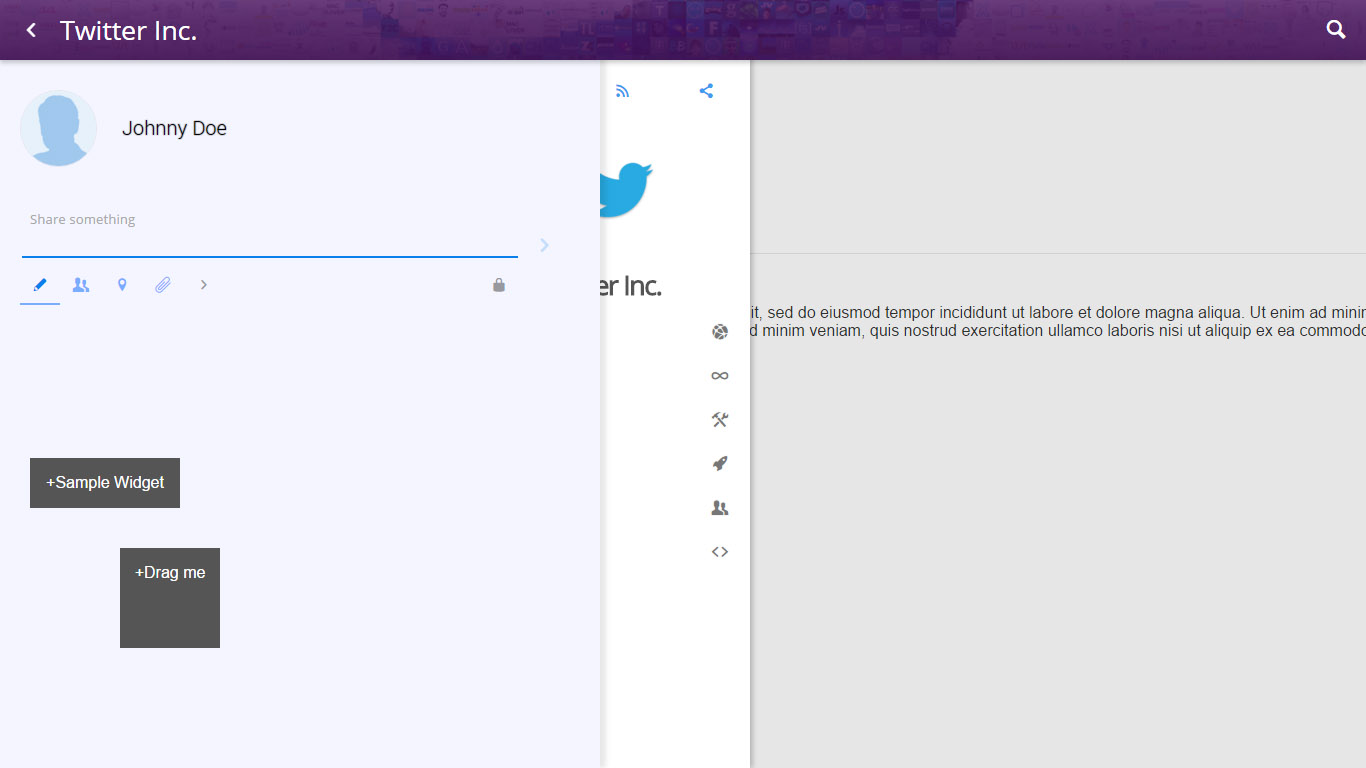 Twitter Inc.
Johnny Doe
Share something
er Inc.
it, sed do eiusmod tempor incididunt ut labore et dolore magna aliqua. Ut enim ad minim
d minim veniam, quis nostrud exercitation ullamco laboris nisi ut aliquip ex ea commodo
+Sample Widget
+Drag me